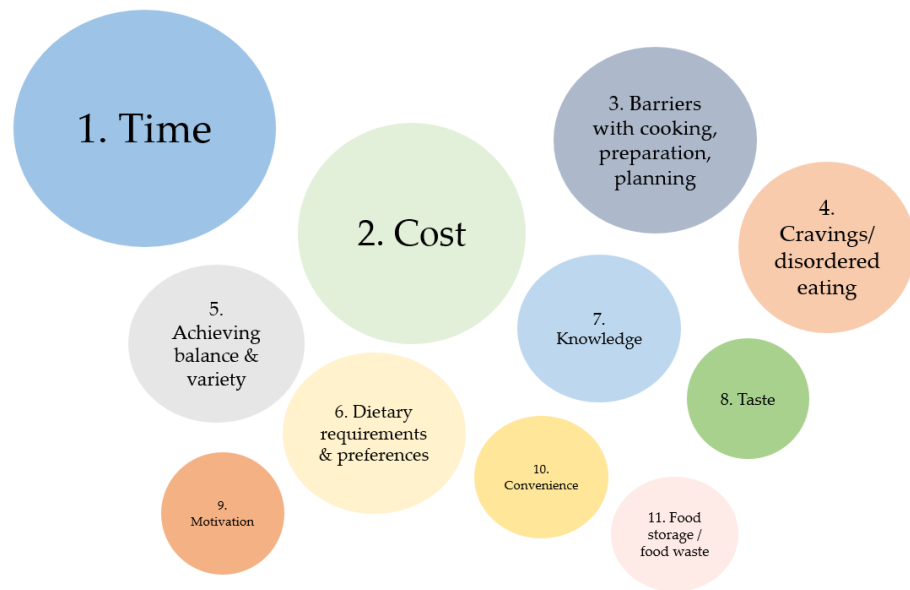 1. Time
2. Cost
3. Barriers
with cooking,
preparation,
planning
4.
Cravings/
disordered
eating
5.
Achieving
balance &
variety
6. Dietary
requirements
& preferences
7.
Knowledge
8. Taste
9.
Motivation
10.
Convenience
11. Food
storage /
food waste